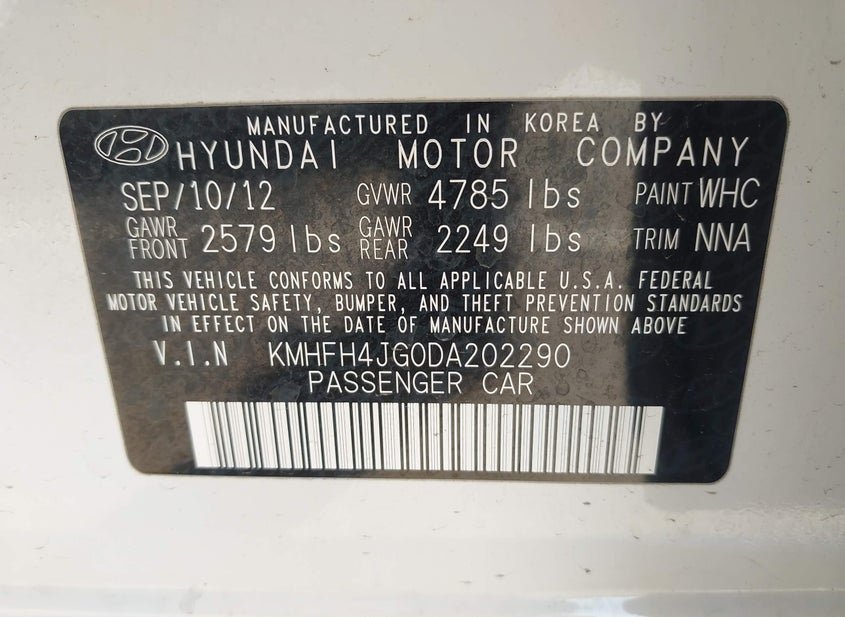 MANUFACTURED IN KOREA BY
HYUNDAI MOTOR COMPANY
SEP/10/12 GVWR 4785 lbs PAINT WHC
GAWR FRONT 2579 lbs GAWR REAR 2249 lbs TRIM NNA
THIS VEHICLE CONFORMS TO ALL APPLICABLE U.S.A. FEDERAL
MOTOR VEHICLE SAFETY, BUMPER, AND THEFT PREVENTION STANDARDS
IN EFFECT ON THE DATE OF MANUFACTURE SHOWN ABOVE
V.I.N KMHFH4JG0DA202290
PASSENGER CAR